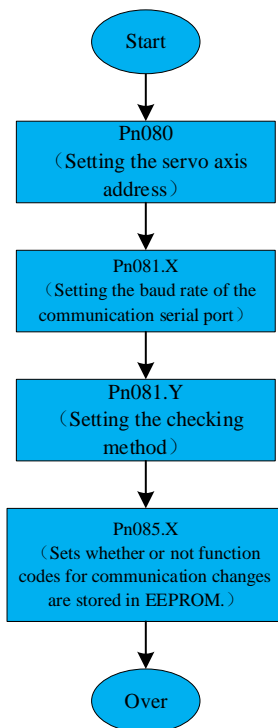 Start
Pn080
（Setting the servo axis
address）
Pn081.X
（Setting the baud rate of the
communication serial port）
Pn081.Y
（Setting the checking
method）
Pn085.X
（Sets whether or not function
codes for communication changes
are stored in EEPROM.）
Over